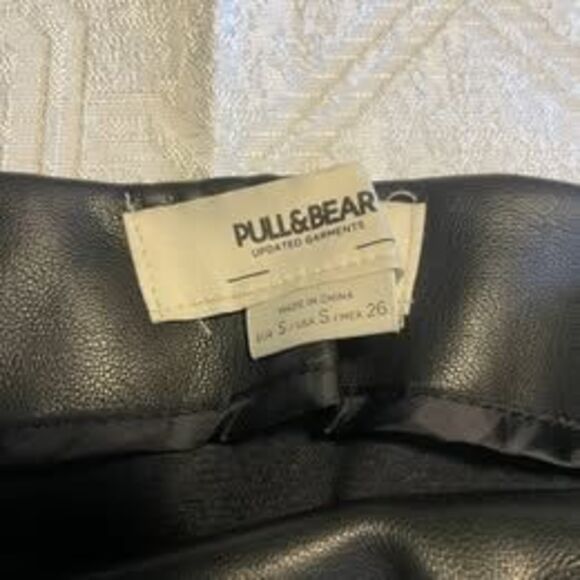 PULL&BEAR
UPDATED GARMENTS
MADE IN CHINA
EUR S / USA S / MEX 26